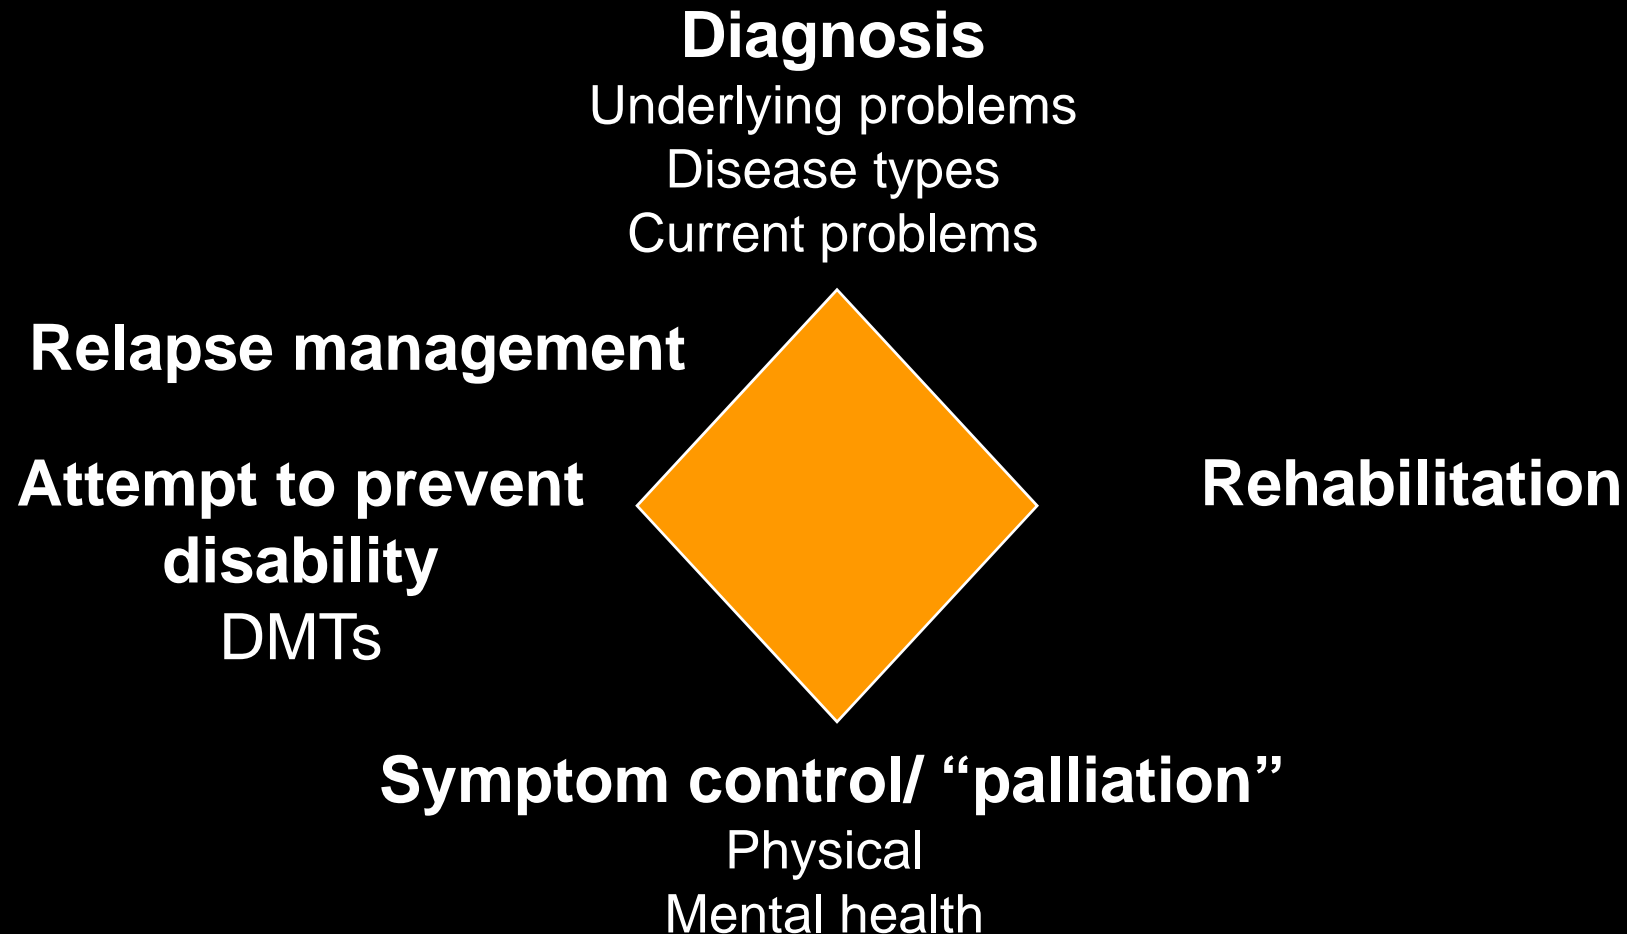 Diagnosis
Underlying problems
Disease types
Current problems
Relapse management
Attempt to prevent
disability
DMTs
Rehabilitation
Symptom control/ “palliation”
Physical
Mental health